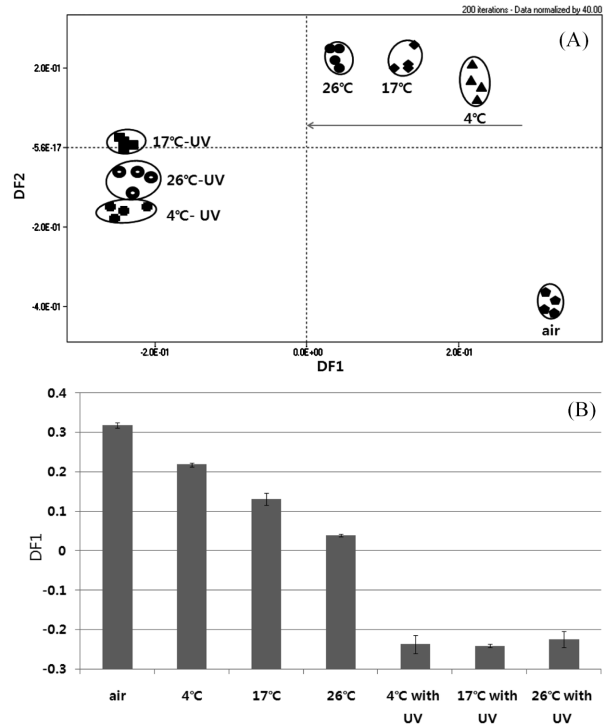 200 iterations - Data normalized by 40.00
(A)
2.0E-01
26℃
17℃
4℃
17℃-UV
-5.6E-17
26℃-UV
DF2
-2.0E-01
4℃- UV
-4.0E-01
air
-2.0E-01
0.0E+00
2.0E-01
DF1
(B)
0.4
0.3
0.2
0.1
DF1
0
-0.1
-0.2
-0.3
air
4℃
17℃
26℃
4℃ with UV
17℃ with UV
26℃ with UV